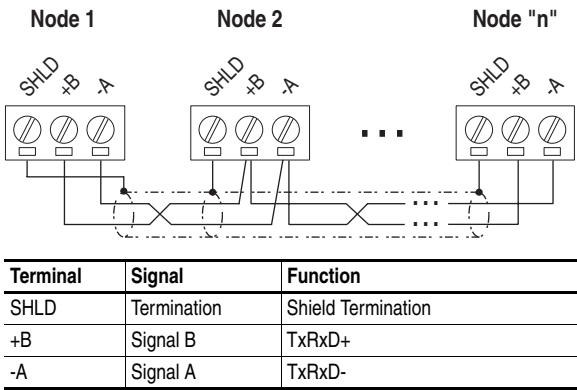 Node 1 Node 2 Node "n"
SHLD +B -A SHLD +B -A SHLD +B -A
Terminal Signal Function
SHLD Termination Shield Termination
+B Signal B TxRxD+
-A Signal A TxRxD-